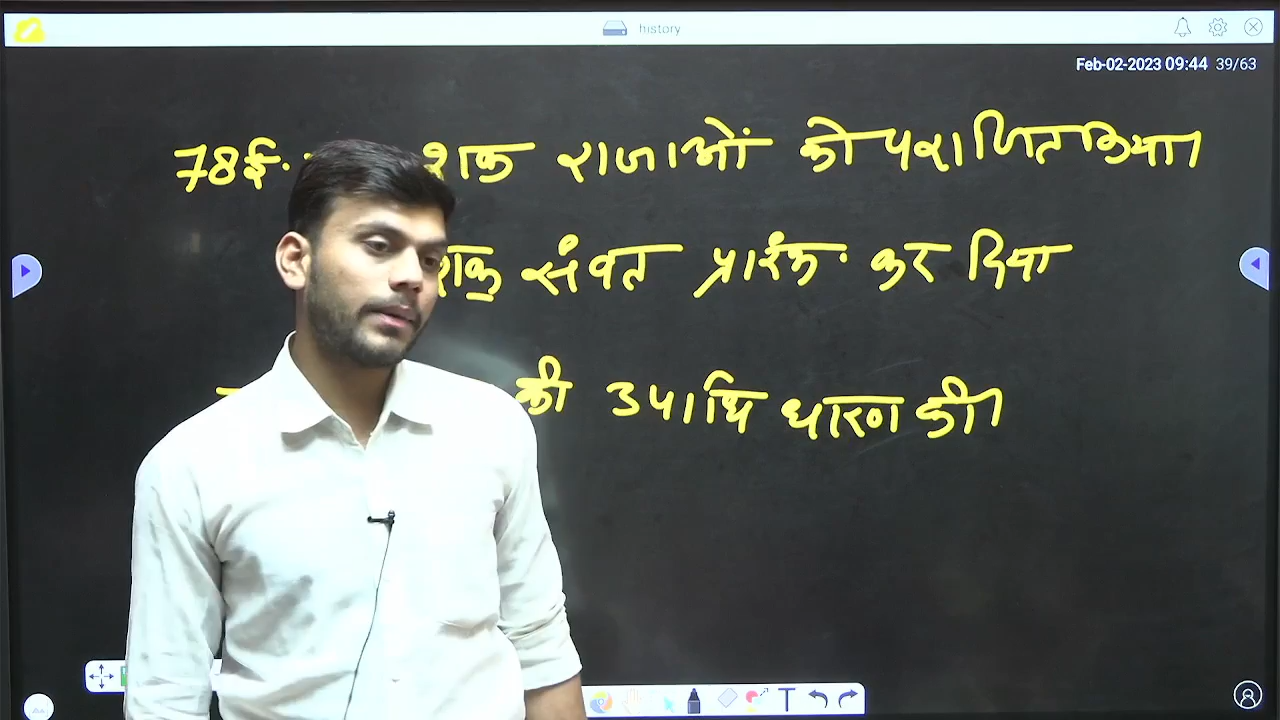 history
Feb-02-2023 09:44 39/63
78ई. शक राजाओं को पराजित किया।
शक संवत प्रारंभ कर दिया
की उपाधि धारण की।
T